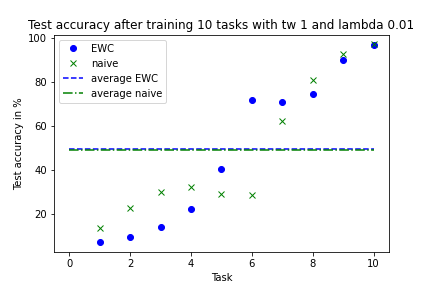 Test accuracy after training 10 tasks with tw 1 and lambda 0.01
100
80
60
40
20
Test accuracy in %
EWC
naive
average EWC
average naive
0 2 4 6 8 10
Task